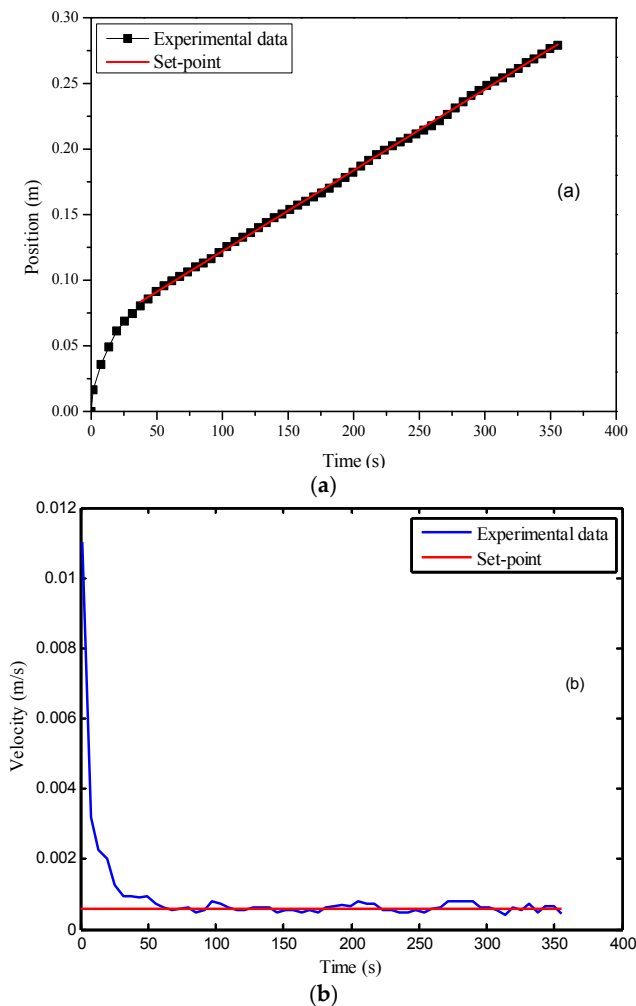 0.30
Experimental data
Set-point
0.25
0.20
Position (m)
(a)
0.15
0.10
0.05
0.00
0 50 100 150 200 250 300 350 400
Time (s)
(a)
0.012
Experimental data
Set-point
0.01
0.008
Velocity (m/s)
(b)
0.006
0.004
0.002
0
0 50 100 150 200 250 300 350 400
Time (s)
(b)